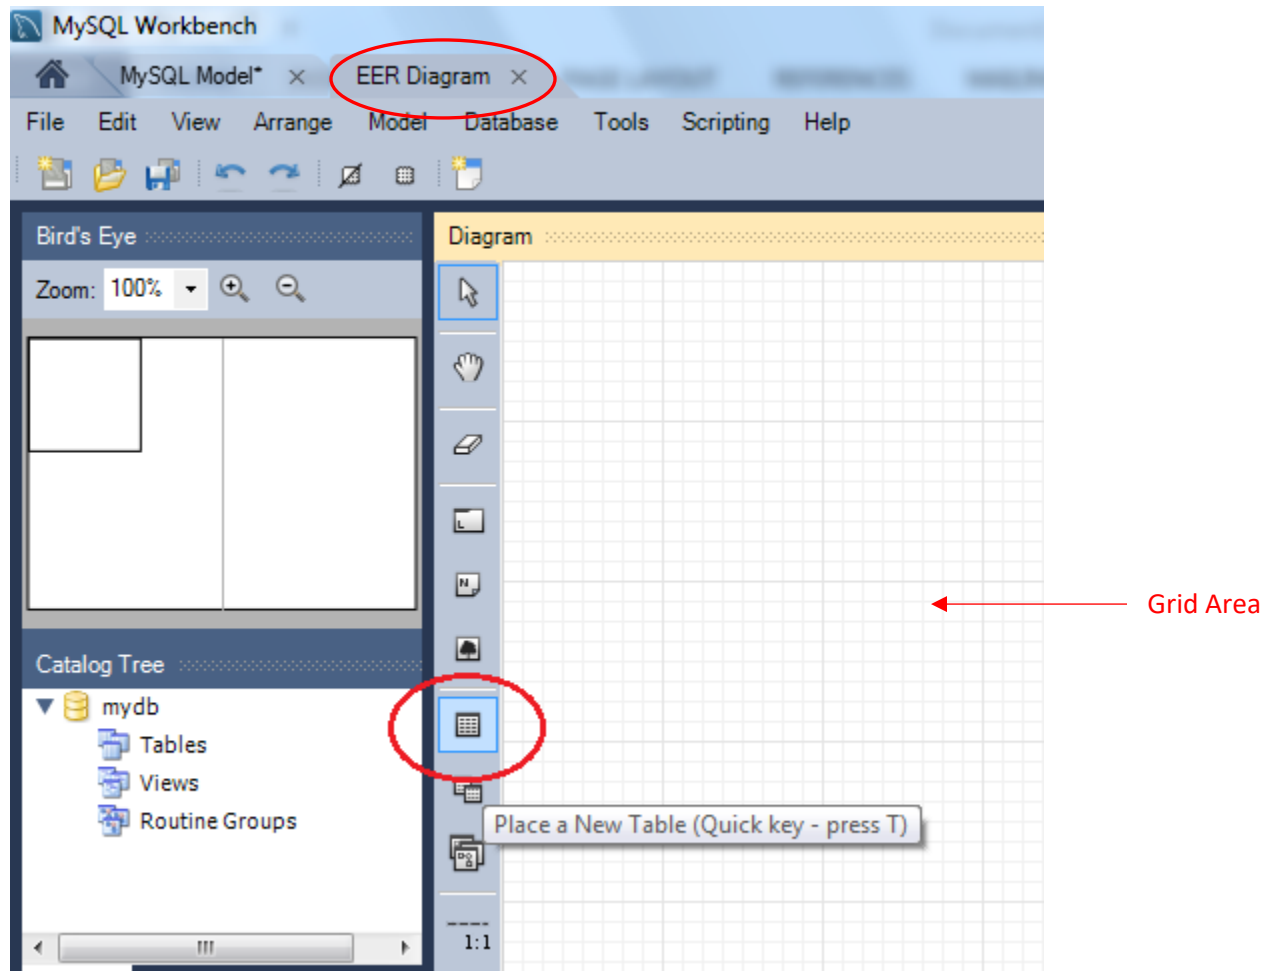 MySQL Workbench
MySQL Model* × EER Diagram ×
File Edit View Arrange Model Database Tools Scripting Help
Bird's Eye
Diagram
Zoom: 100%
L
N
Grid Area
Catalog Tree
mydb
Tables
Views
Routine Groups
Place a New Table (Quick key - press T)
1:1